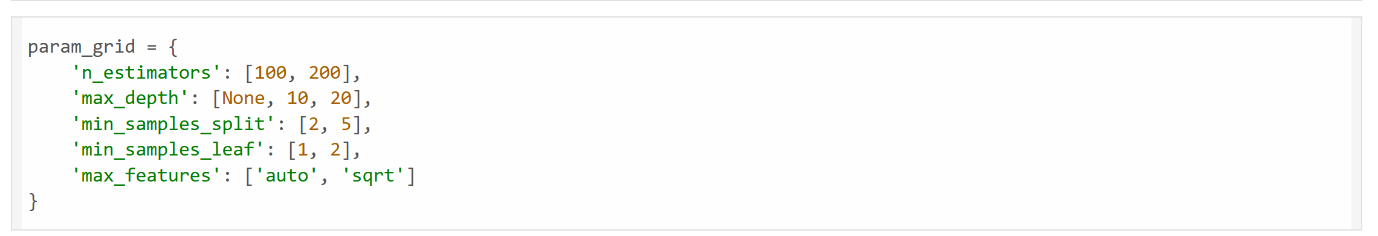 param_grid = {
    'n_estimators': [100, 200],
    'max_depth': [None, 10, 20],
    'min_samples_split': [2, 5],
    'min_samples_leaf': [1, 2],
    'max_features': ['auto', 'sqrt']
}